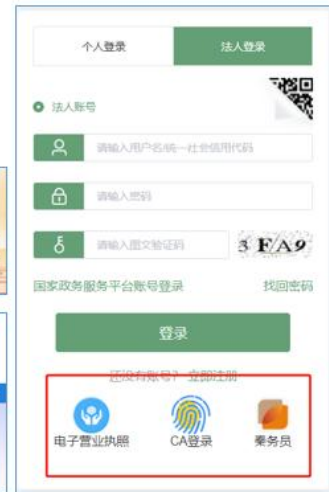 个人登录 法人登录
法人账号
请输入用户名/统一社会信用代码
请输入密码
请输入图文验证码 3 FA9
国家政务服务平台账号登录 找回密码
登录
还没有账号？ 立即注册
电子营业执照 CA登录 秦务员